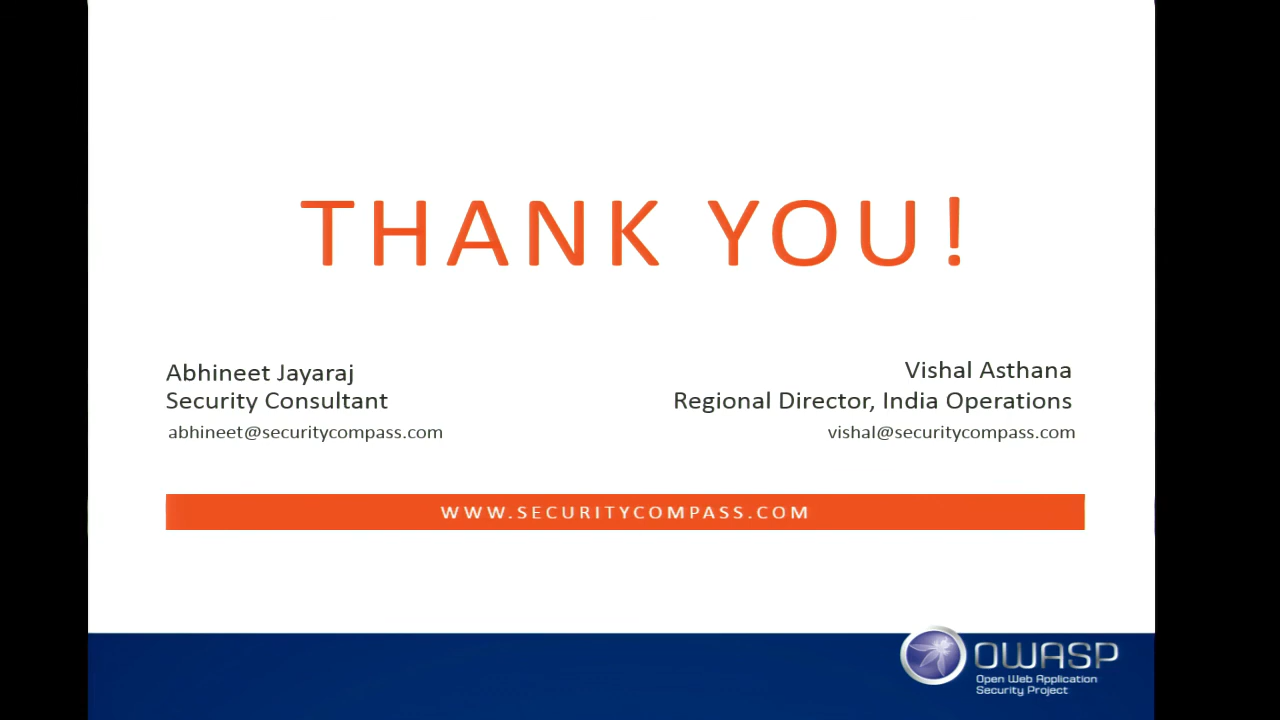 THANK YOU!
Abhineet Jayaraj
Security Consultant
abhineet@securitycompass.com
Vishal Asthana
Regional Director, India Operations
vishal@securitycompass.com
WWW.SECURITYCOMPASS.COM
OWASP
Open Web Application
Security Project